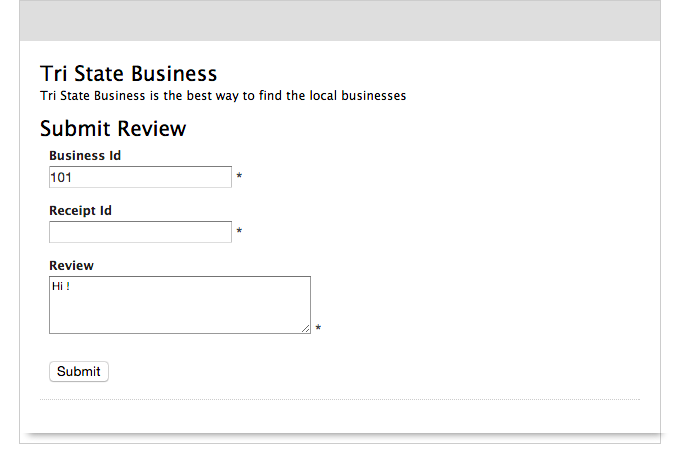 Tri State Business
Tri State Business is the best way to find the local businesses
Submit Review
Business Id
101 *
Receipt Id
*
Review
Hi !
*
Submit